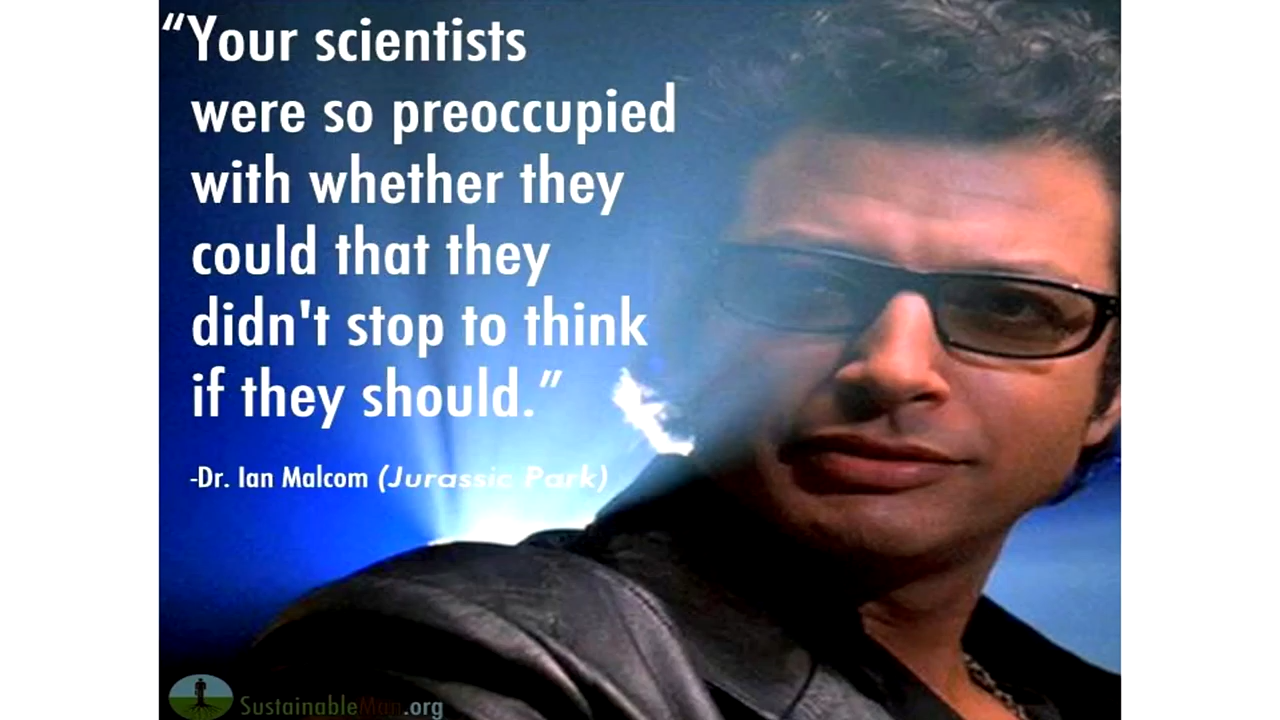 “Your scientists
were so preoccupied
with whether they
could that they
didn't stop to think
if they should.”
-Dr. Ian Malcom (Jurassic Park)
SustainableMan.org